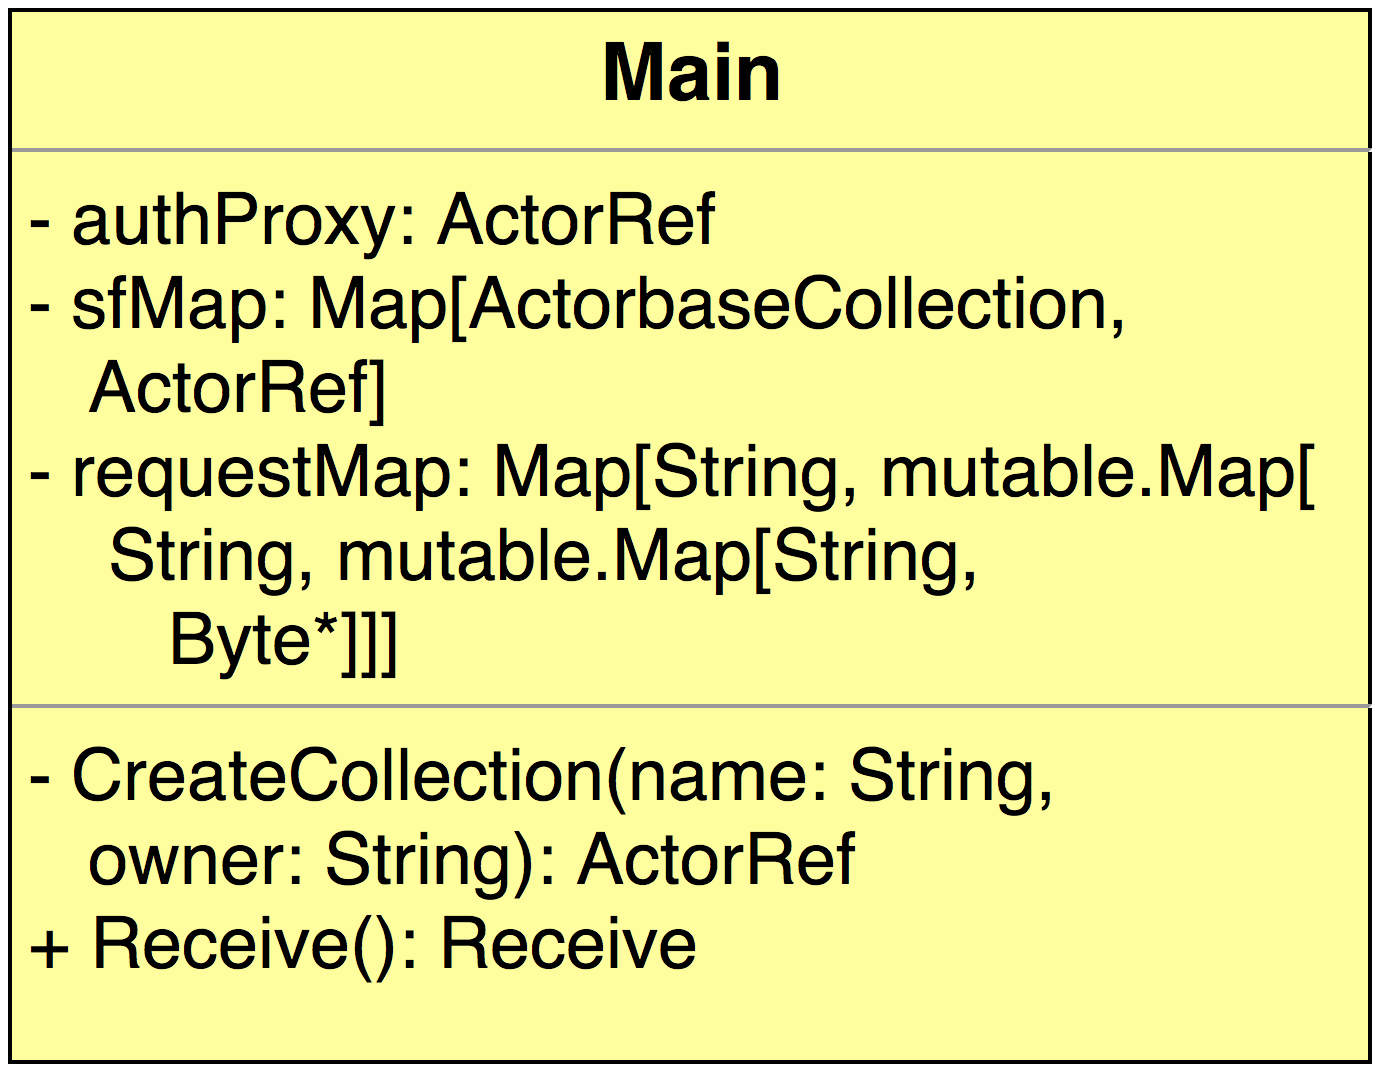 Main
- authProxy: ActorRef
- sfMap: Map[ActorbaseCollection,
ActorRef]
- requestMap: Map[String, mutable.Map[
String, mutable.Map[String,
Byte*]]]
- CreateCollection(name: String,
owner: String): ActorRef
+ Receive(): Receive